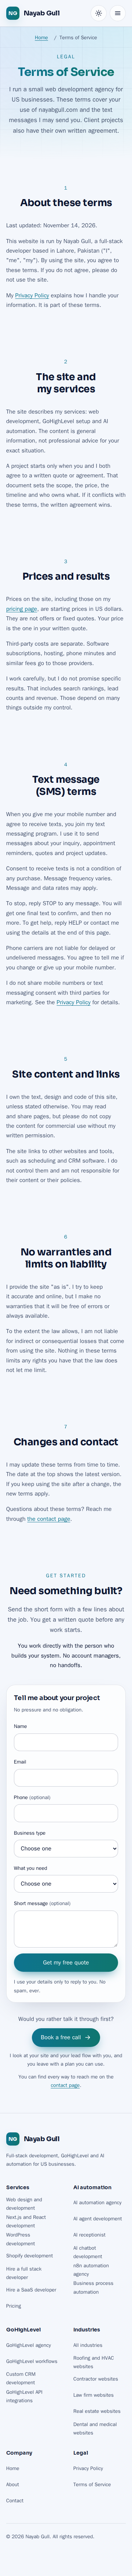 NG Nayab Gull
Home / Terms of Service
LEGAL
Terms of Service
I run a small web development agency for
US businesses. These terms cover your
use of nayabgull.com and the text
messages I may send you. Client projects
also have their own written agreement.
1
About these terms
Last updated: November 14, 2026.
This website is run by Nayab Gull, a full-stack
developer based in Lahore, Pakistan ("I",
"me", "my"). By using the site, you agree to
these terms. If you do not agree, please do
not use the site.
My Privacy Policy explains how I handle your
information. It is part of these terms.
2
The site and
my services
The site describes my services: web
development, GoHighLevel setup and AI
automation. The content is general
information, not professional advice for your
exact situation.
A project starts only when you and I both
agree to a written quote or agreement. That
document sets the scope, the price, the
timeline and who owns what. If it conflicts with
these terms, the written agreement wins.
3
Prices and results
Prices on the site, including those on my
pricing page, are starting prices in US dollars.
They are not offers or fixed quotes. Your price
is the one in your written quote.
Third-party costs are separate. Software
subscriptions, hosting, phone minutes and
similar fees go to those providers.
I work carefully, but I do not promise specific
results. That includes search rankings, lead
counts and revenue. Those depend on many
things outside my control.
4
Text message
(SMS) terms
When you give me your mobile number and
agree to receive texts, you join my text
messaging program. I use it to send
messages about your inquiry, appointment
reminders, quotes and project updates.
Consent to receive texts is not a condition of
any purchase. Message frequency varies.
Message and data rates may apply.
To stop, reply STOP to any message. You will
get one final text to confirm, and then no
more. To get help, reply HELP or contact me
using the details at the end of this page.
Phone carriers are not liable for delayed or
undelivered messages. You agree to tell me if
you change or give up your mobile number.
I do not share mobile numbers or text
messaging consent with third parties for
marketing. See the Privacy Policy for details.
5
Site content and links
I own the text, design and code of this site,
unless stated otherwise. You may read
and share pages, but please do not copy
the content for commercial use without
written permission.
The site links to other websites and tools,
such as scheduling and CRM software. I do
not control them and am not responsible for
their content or their policies.
6
No warranties and
limits on liability
I provide the site "as is". I try to keep
it accurate and online, but I make no
warranties that it will be free of errors or
always available.
To the extent the law allows, I am not liable
for indirect or consequential losses that come
from using the site. Nothing in these terms
limits any rights you have that the law does
not let me limit.
7
Changes and contact
I may update these terms from time to time.
The date at the top shows the latest version.
If you keep using the site after a change, the
new terms apply.
Questions about these terms? Reach me
through the contact page.
GET STARTED
Need something built?
Send the short form with a few lines about
the job. You get a written quote before any
work starts.
You work directly with the person who
builds your system. No account managers,
no handoffs.
Tell me about your project
No pressure and no obligation.
Name
Email
Phone (optional)
Business type
Choose one
What you need
Choose one
Short message (optional)
Get my free quote
I use your details only to reply to you. No
spam, ever.
Would you rather talk it through first?
Book a free call →
I look at your site and your lead flow with you, and
you leave with a plan you can use.
You can find every way to reach me on the
contact page.
NG Nayab Gull
Full-stack development, GoHighLevel and AI
automation for US businesses.
Services
Web design and
development
Next.js and React
development
WordPress
development
Shopify development
Hire a full stack
developer
Hire a SaaS developer
Pricing
AI automation
AI automation agency
AI agent development
AI receptionist
AI chatbot
development
n8n automation
agency
Business process
automation
GoHighLevel
GoHighLevel agency
GoHighLevel workflows
Custom CRM
development
GoHighLevel API
integrations
Industries
All industries
Roofing and HVAC
websites
Contractor websites
Law firm websites
Real estate websites
Dental and medical
websites
Company
Home
About
Contact
Legal
Privacy Policy
Terms of Service
© 2026 Nayab Gull. All rights reserved.